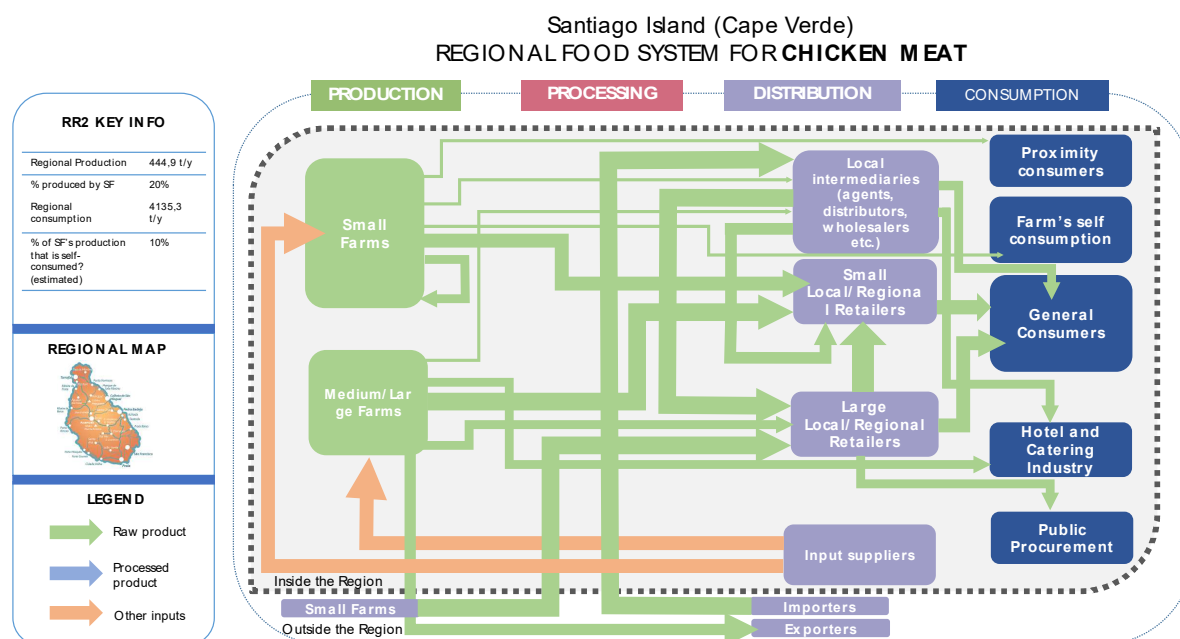 Santiago Island (Cape Verde)
REGIONAL FOOD SYSTEM FOR CHICKEN MEAT
PRODUCTION
PROCESSING
DISTRIBUTION
CONSUMPTION
RR2 KEY INFO
Regional Production 444,9 t/y
% produced by SF 20%
Regional 4135,3
consumption t/y
% of SF's production 10%
that is self-
consumed?
(estimated)
REGIONAL MAP
LEGEND
Raw product
Processed
product
Other inputs
Small
Farms
Medium/ Lar
ge Farms
Local
intermediaries
(agents,
distributors,
wholesalers
etc.)
Small
Local/ Regiona
l Retailers
Large
Local/ Regional
Retailers
Input suppliers
Proximity
consumers
Farm's self
consumption
General
Consumers
Hotel and
Catering
Industry
Public
Procurement
Inside the Region
Small Farms
Outside the Region
Importers
Exporters